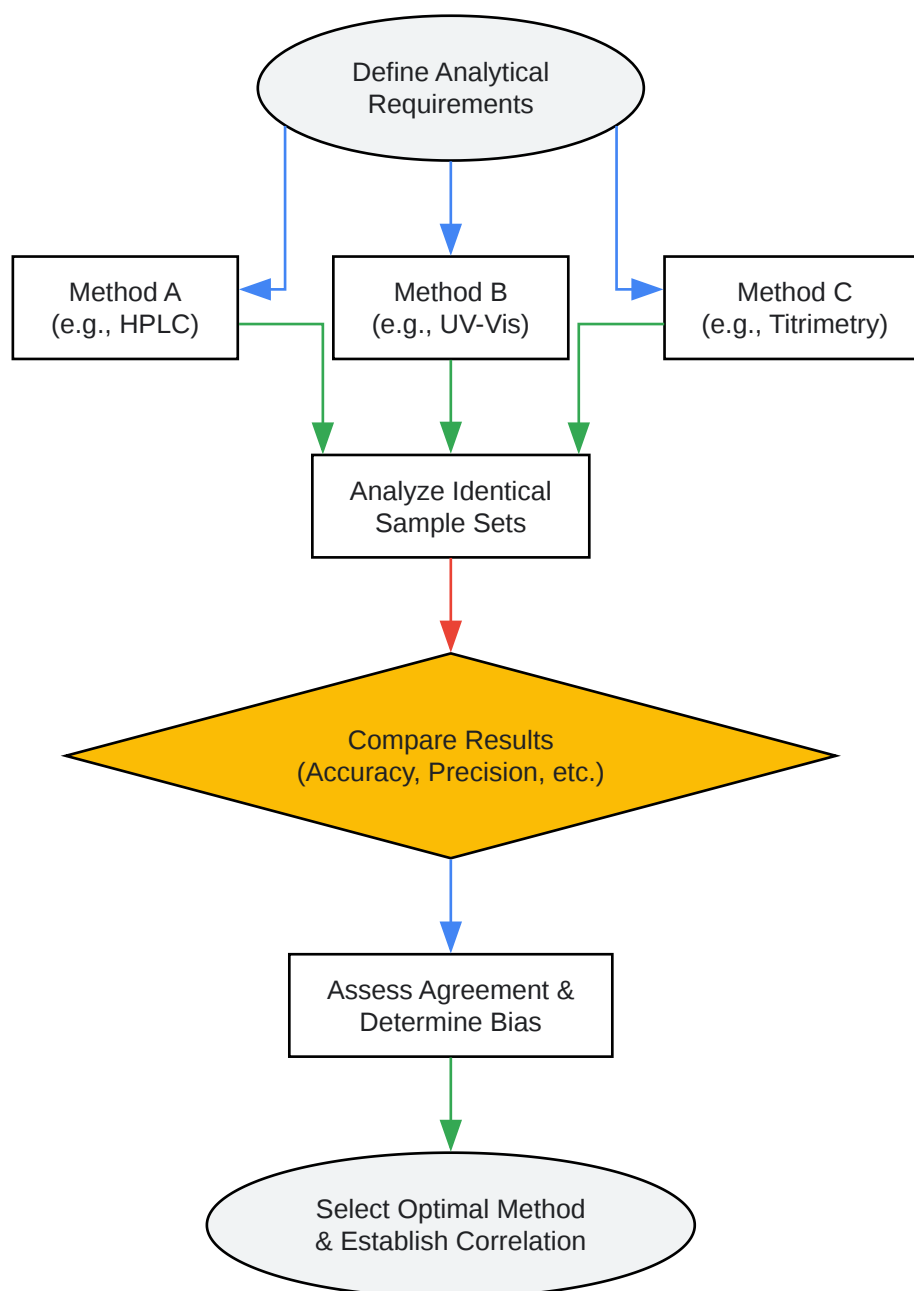 Define Analytical
Requirements
Method A
(e.g., HPLC)
Method B
(e.g., UV-Vis)
Method C
(e.g., Titrimetry)
Analyze Identical
Sample Sets
Compare Results
(Accuracy, Precision, etc.)
Assess Agreement &
Determine Bias
Select Optimal Method
& Establish Correlation